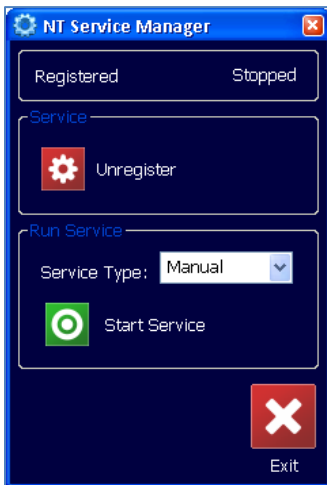 NT Service Manager
Registered Stopped
Service
Unregister
Run Service
Service Type: Manual
Start Service
Exit